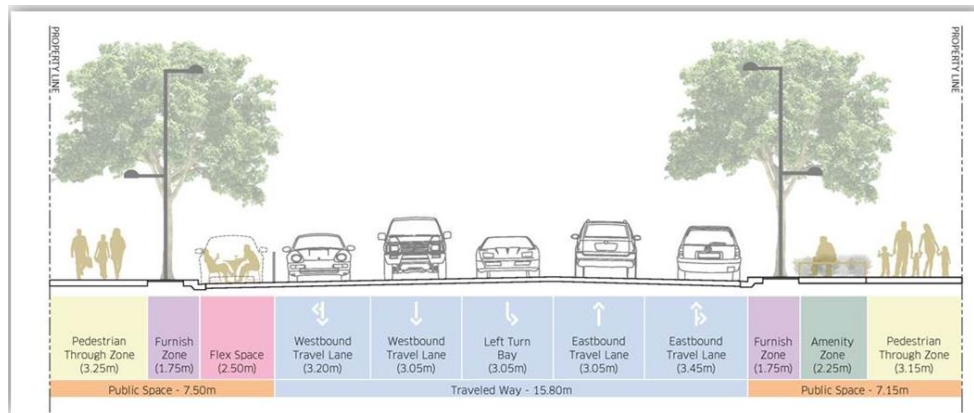 PROPERTY LINE
PROPERTY LINE
Pedestrian
Through Zone
(3.25m)
Furnish
Zone
(1.75m)
Flex Space
(2.50m)
Westbound
Travel Lane
(3.20m)
Westbound
Travel Lane
(3.05m)
Left Turn
Bay
(3.05m)
Eastbound
Travel Lane
(3.05m)
Eastbound
Travel Lane
(3.45m)
Furnish
Zone
(1.75m)
Amenity
Zone
(2.25m)
Pedestrian
Through Zone
(3.15m)
Public Space - 7.50m
Traveled Way - 15.80m
Public Space - 7.15m